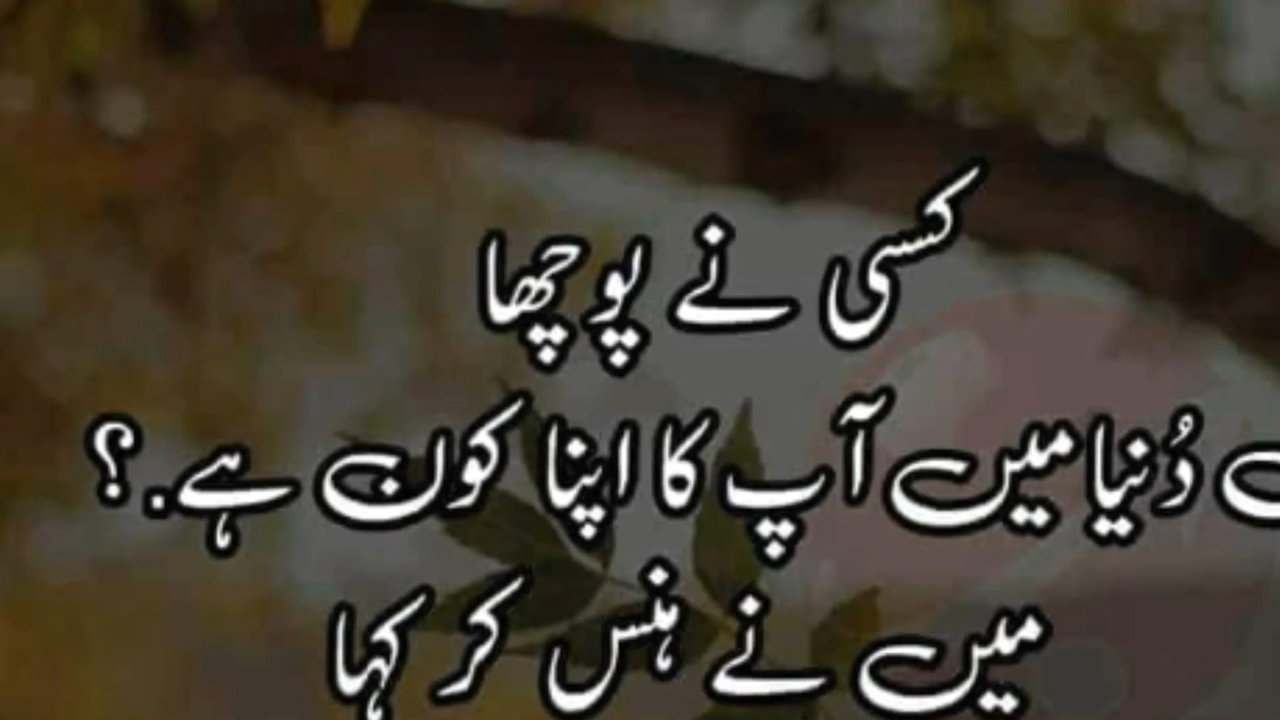 کسی نے پوچھا
دُنیا میں آپ کا اپنا کون ہے.؟
میں نے ہنس کر کہا